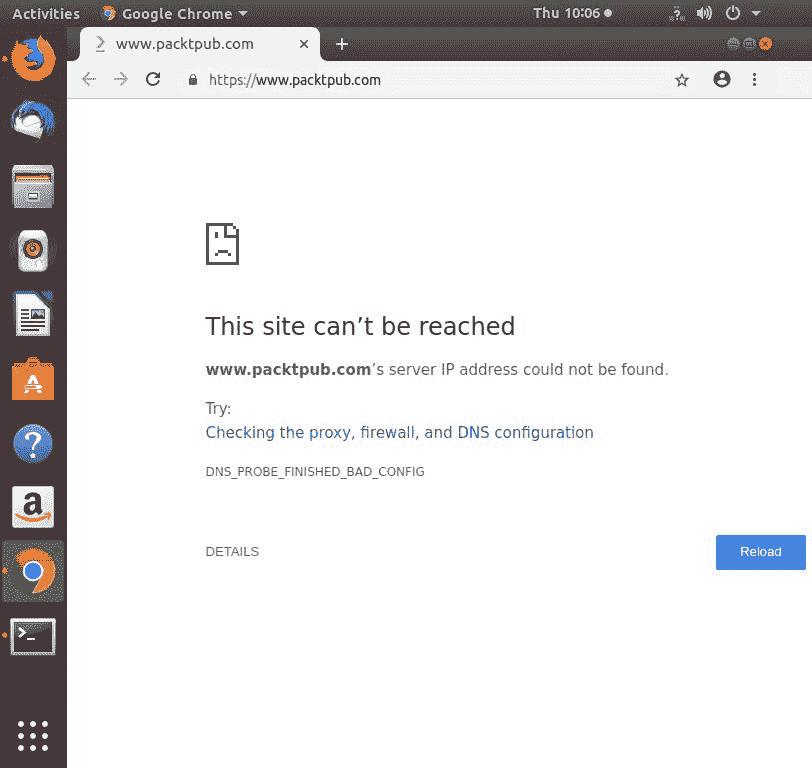 Activities Google Chrome Thu 10:06
www.packtpub.com
https://www.packtpub.com
This site can’t be reached
www.packtpub.com’s server IP address could not be found.
Try:
Checking the proxy, firewall, and DNS configuration
DNS_PROBE_FINISHED_BAD_CONFIG
DETAILS Reload